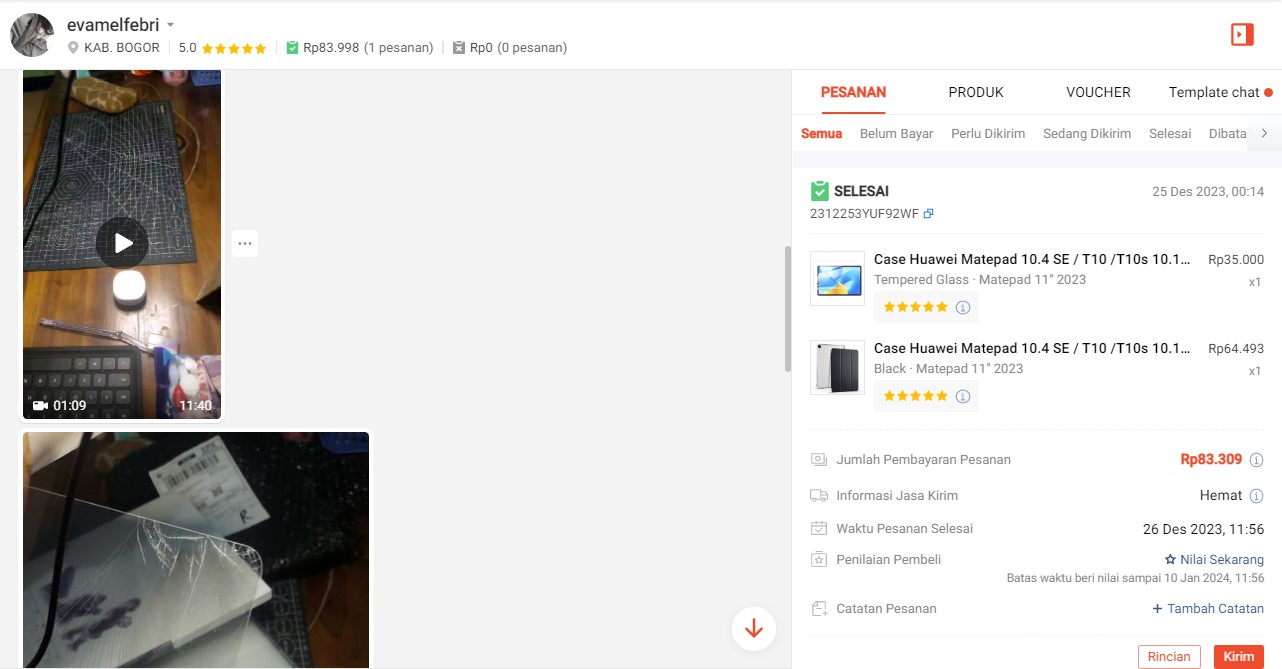 evamelfebri
KAB. BOGOR 5.0 Rp83.998 (1 pesanan) Rp0 (0 pesanan)
01:09 11:40
R
PESANAN PRODUK VOUCHER Template chat
Semua Belum Bayar Perlu Dikirim Sedang Dikirim Selesai Dibata
SELESAI 25 Des 2023, 00:14
2312253YUF92WF
Case Huawei Matepad 10.4 SE / T10 /T10s 10.1... Rp35.000
Tempered Glass · Matepad 11" 2023 x1
Case Huawei Matepad 10.4 SE / T10 /T10s 10.1... Rp64.493
Black · Matepad 11" 2023 x1
Jumlah Pembayaran Pesanan Rp83.309
Informasi Jasa Kirim Hemat
Waktu Pesanan Selesai 26 Des 2023, 11:56
Penilaian Pembeli Nilai Sekarang
Batas waktu beri nilai sampai 10 Jan 2024, 11:56
Catatan Pesanan + Tambah Catatan
Rincian Kirim